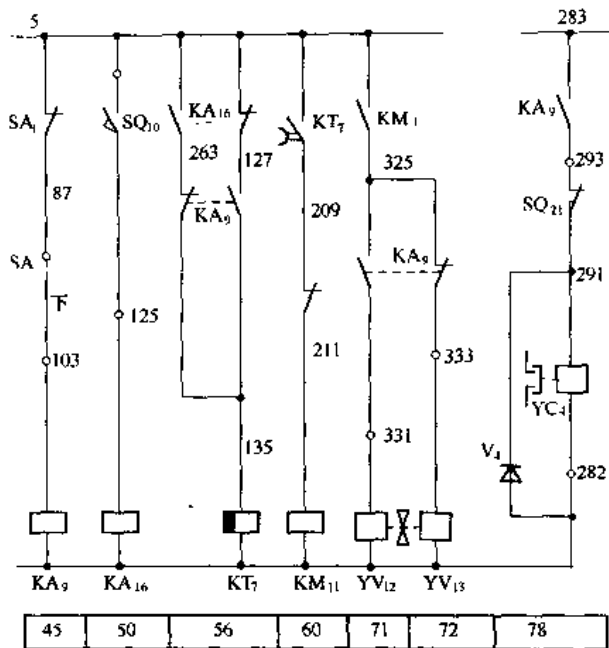 5 283
SA₁ SQ₁₀ KA₁₆ KT₇ KM₁ KA₉
263 127 325 293
87 209 SQ₂₁
KA₉ KA₉
SA 291
下 125 211 333
103 YC₄
135 331 V₄ 282
KA₉ KA₁₆ KT₇ KM₁₁ YV₁₂ YV₁₃
45 50 56 60 71 72 78